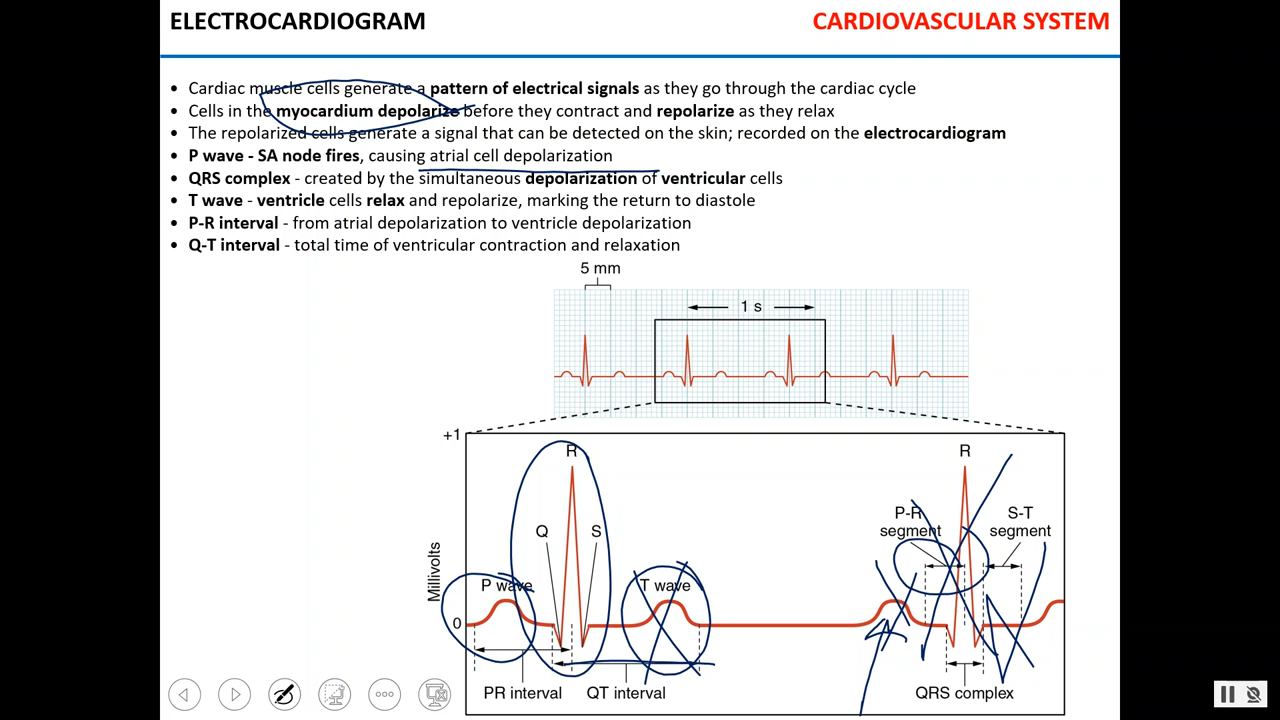 ELECTROCARDIOGRAM
CARDIOVASCULAR SYSTEM
• Cardiac muscle cells generate a pattern of electrical signals as they go through the cardiac cycle
• Cells in the myocardium depolarize before they contract and repolarize as they relax
• The repolarized cells generate a signal that can be detected on the skin; recorded on the electrocardiogram
• P wave - SA node fires, causing atrial cell depolarization
• QRS complex - created by the simultaneous depolarization of ventricular cells
• T wave - ventricle cells relax and repolarize, marking the return to diastole
• P-R interval - from atrial depolarization to ventricle depolarization
• Q-T interval - total time of ventricular contraction and relaxation
5 mm
1 s
+1
Millivolts
0
R
Q
S
P wave
T wave
PR interval
QT interval
R
P-R
segment
S-T
segment
QRS complex